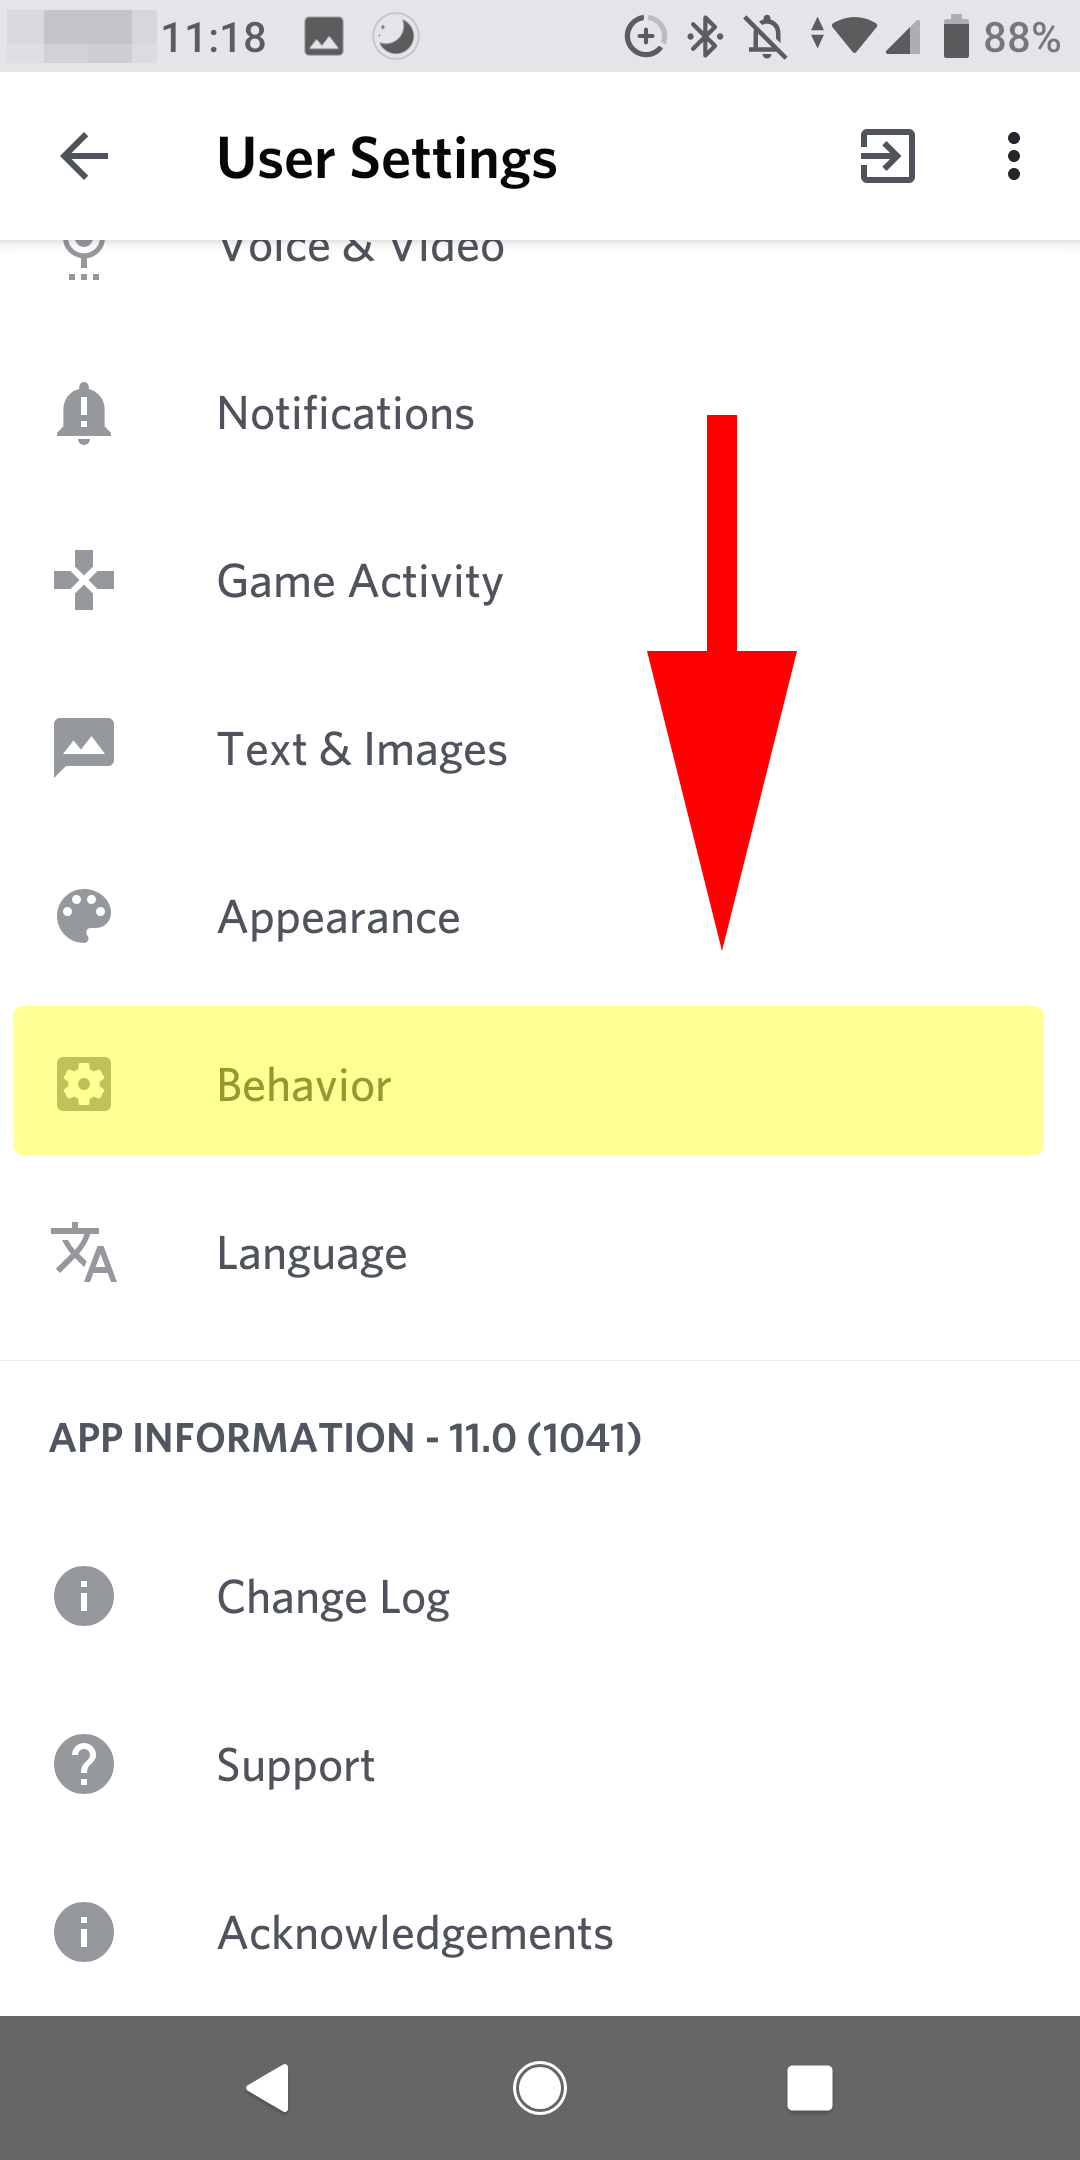 11:18
88%
User Settings
Voice & Video
Notifications
Game Activity
Text & Images
Appearance
Behavior
Language
APP INFORMATION - 11.0 (1041)
Change Log
Support
Acknowledgements